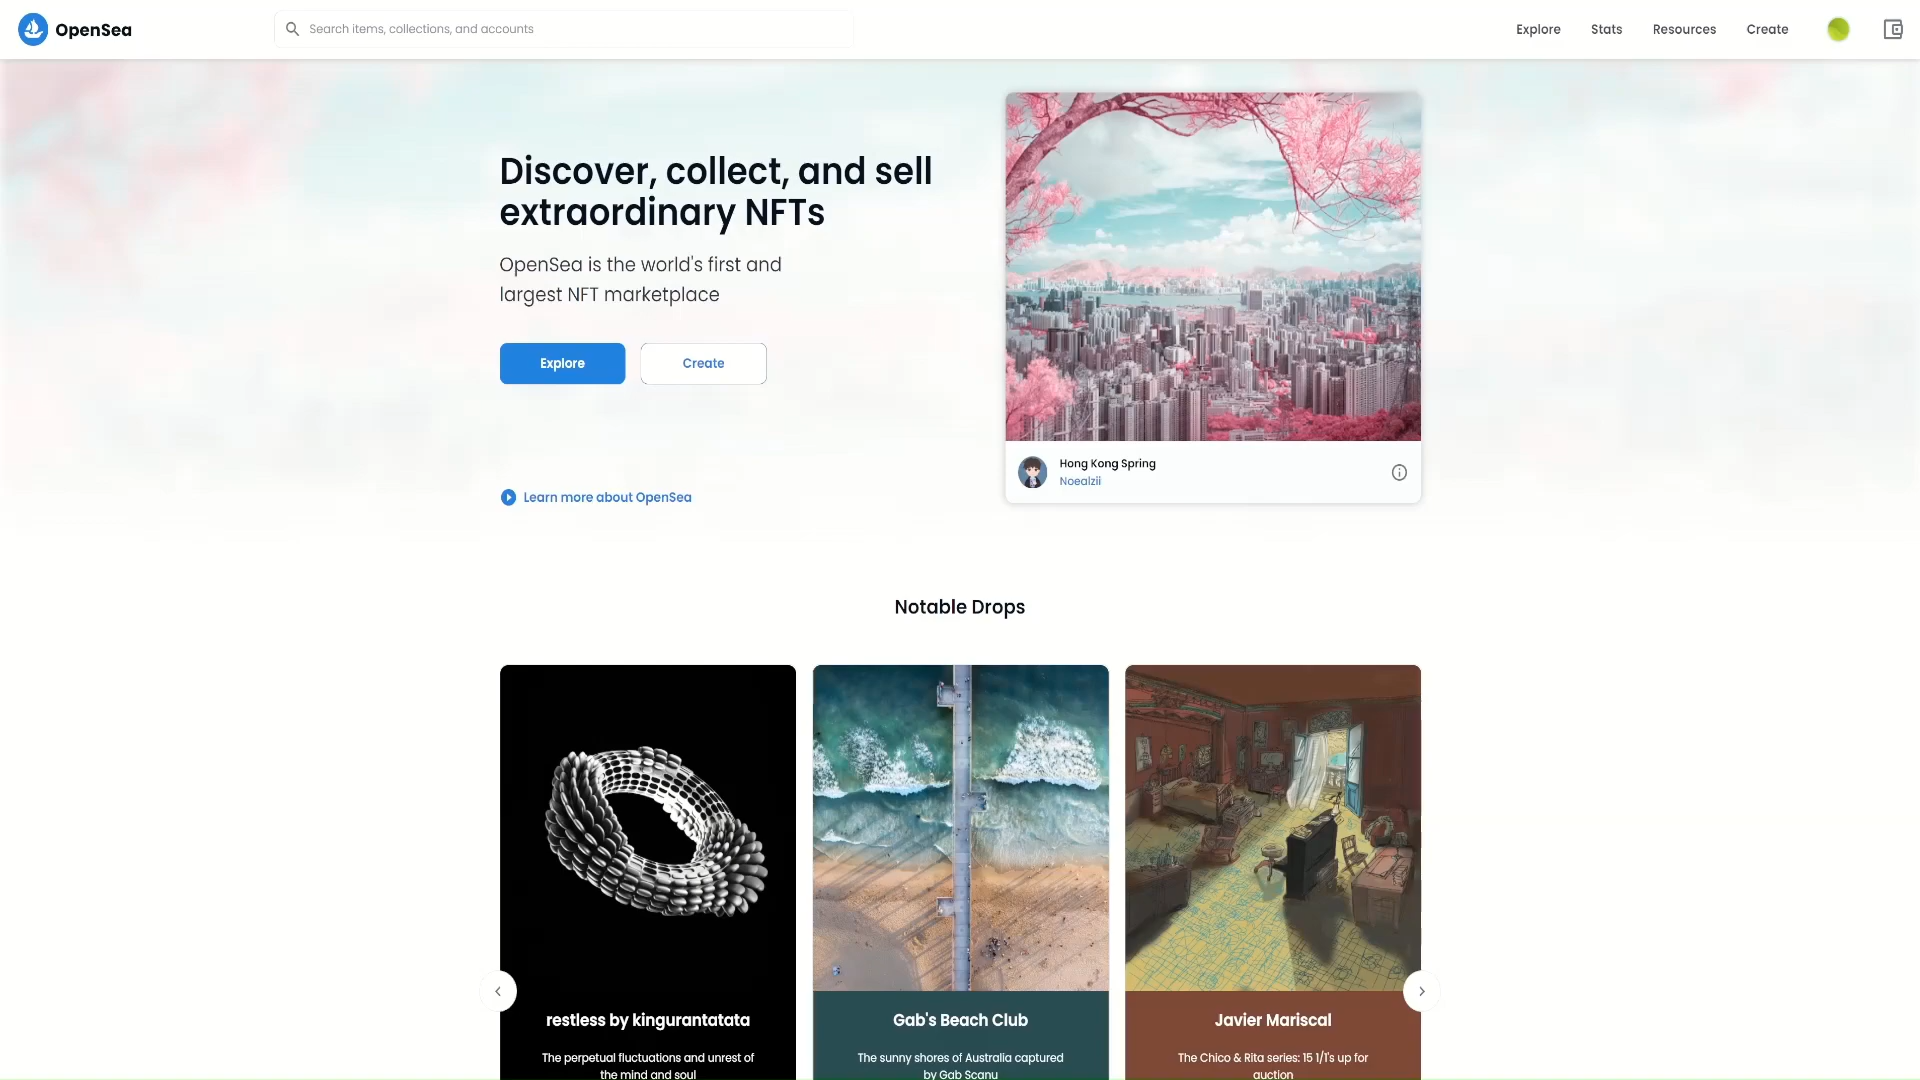 OpenSea
Search items, collections, and accounts
Explore
Stats
Resources
Create
Discover, collect, and sell
extraordinary NFTs
OpenSea is the world's first and
largest NFT marketplace
Explore
Create
Learn more about OpenSea
Hong Kong Spring
Noealzii
Notable Drops
restless by kingurantatata
The perpetual fluctuations and unrest of
the mind and soul
Gab's Beach Club
The sunny shores of Australia captured
by Gab Scanu
Javier Mariscal
The Chico & Rita series: 15 1/1's up for
auction